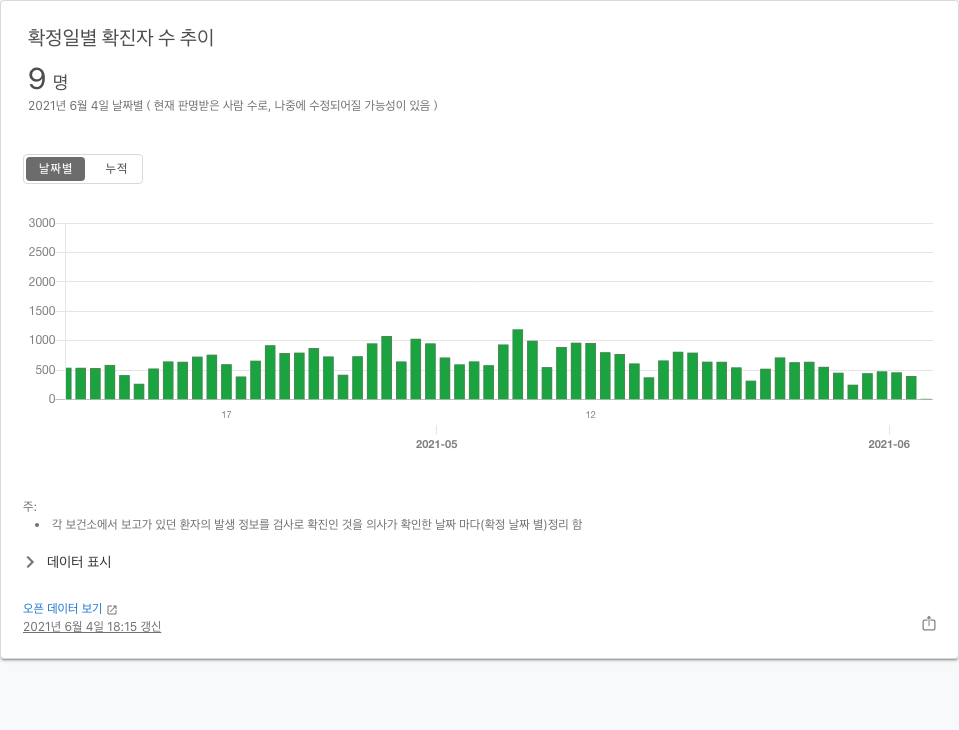 확정일별 확진자 수 추이
9 명
2021년 6월 4일 날짜별 ( 현재 판명받은 사람 수로, 나중에 수정되어질 가능성이 있음 )
날짜별 누적
3000
2500
2000
1500
1000
500
0
17 12
2021-05 2021-06
주:
• 각 보건소에서 보고가 있던 환자의 발생 정보를 검사로 확진인 것을 의사가 확인한 날짜 마다(확정 날짜 별)정리 함
데이터 표시
오픈 데이터 보기
2021년 6월 4일 18:15 갱신